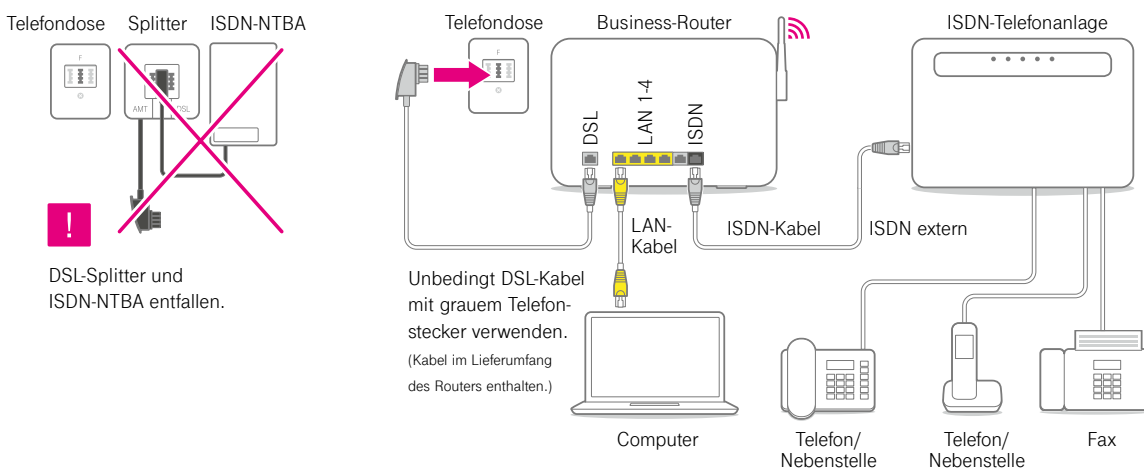 Telefondose
Splitter
ISDN-NTBA
F
AMT
DSL
!
DSL-Splitter und
ISDN-NTBA entfallen.
Telefondose
F
Business-Router
DSL
LAN 1-4
ISDN
ISDN-Telefonanlage
LAN-
Kabel
ISDN-Kabel
ISDN extern
Unbedingt DSL-Kabel
mit grauem Telefon-
stecker verwenden.
(Kabel im Lieferumfang
des Routers enthalten.)
Computer
Telefon/
Nebenstelle
Telefon/
Nebenstelle
Fax